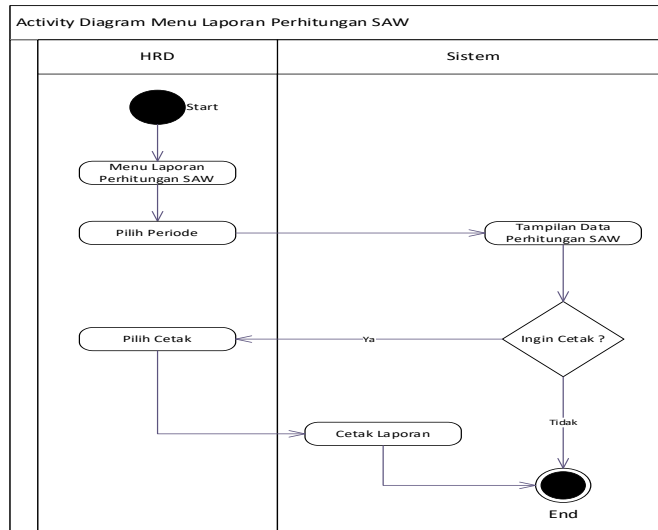 Activity Diagram Menu Laporan Perhitungan SAW
HRD
Sistem
Start
Menu Laporan
Perhitungan SAW
Pilih Periode
Tampilan Data
Perhitungan SAW
Pilih Cetak
Ya
Ingin Cetak ?
Tidak
Cetak Laporan
End